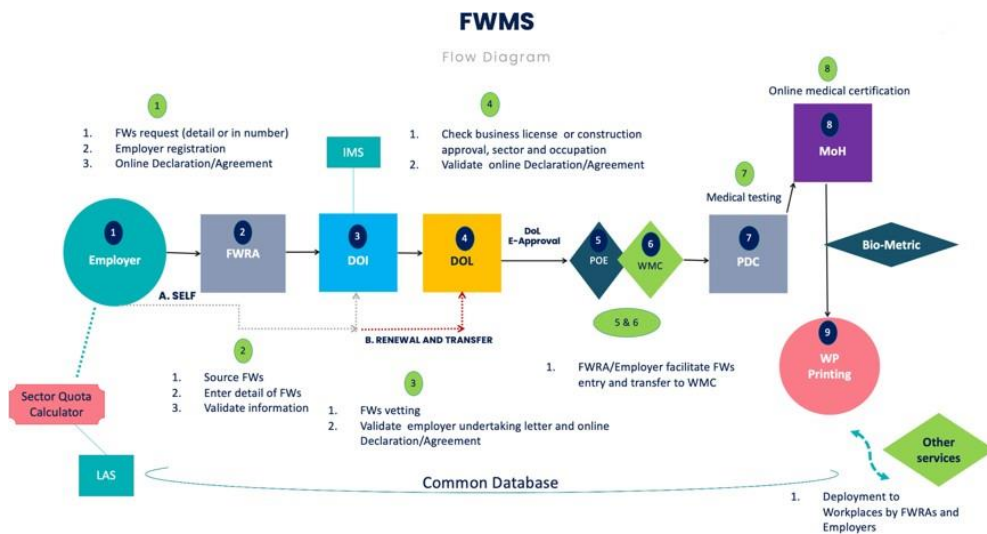 FWMS
Flow Diagram
8
Online medical certification
1
1. FWs request (detail or in number)
2. Employer registration
3. Online Declaration/Agreement
4
1. Check business license or construction
approval, sector and occupation
2. Validate online Declaration/Agreement
IMS
8
MoH
7
Medical testing
1
Employer
2
FWRA
3
DOI
4
DOL
DoL
E-Approval
5
POE
6
WMC
7
PDC
Bio-Metric
A. SELF
B. RENEWAL AND TRANSFER
5 & 6
1. FWRA/Employer facilitate FWs
entry and transfer to WMC
9
WP
Printing
2
1. Source FWs
2. Enter detail of FWs
3. Validate information
3
1. FWs vetting
2. Validate employer undertaking letter and online
Declaration/Agreement
Sector Quota
Calculator
LAS
Common Database
Other
services
1. Deployment to
Workplaces by FWRAs and
Employers